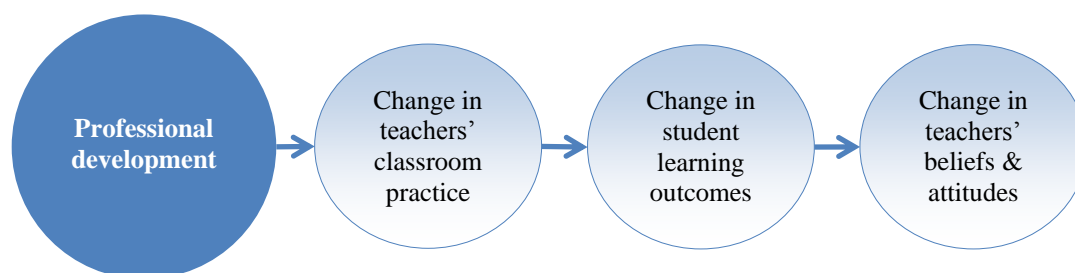 Professional
development
Change in
teachers’
classroom
practice
Change in
student
learning
outcomes
Change in
teachers’
beliefs &
attitudes